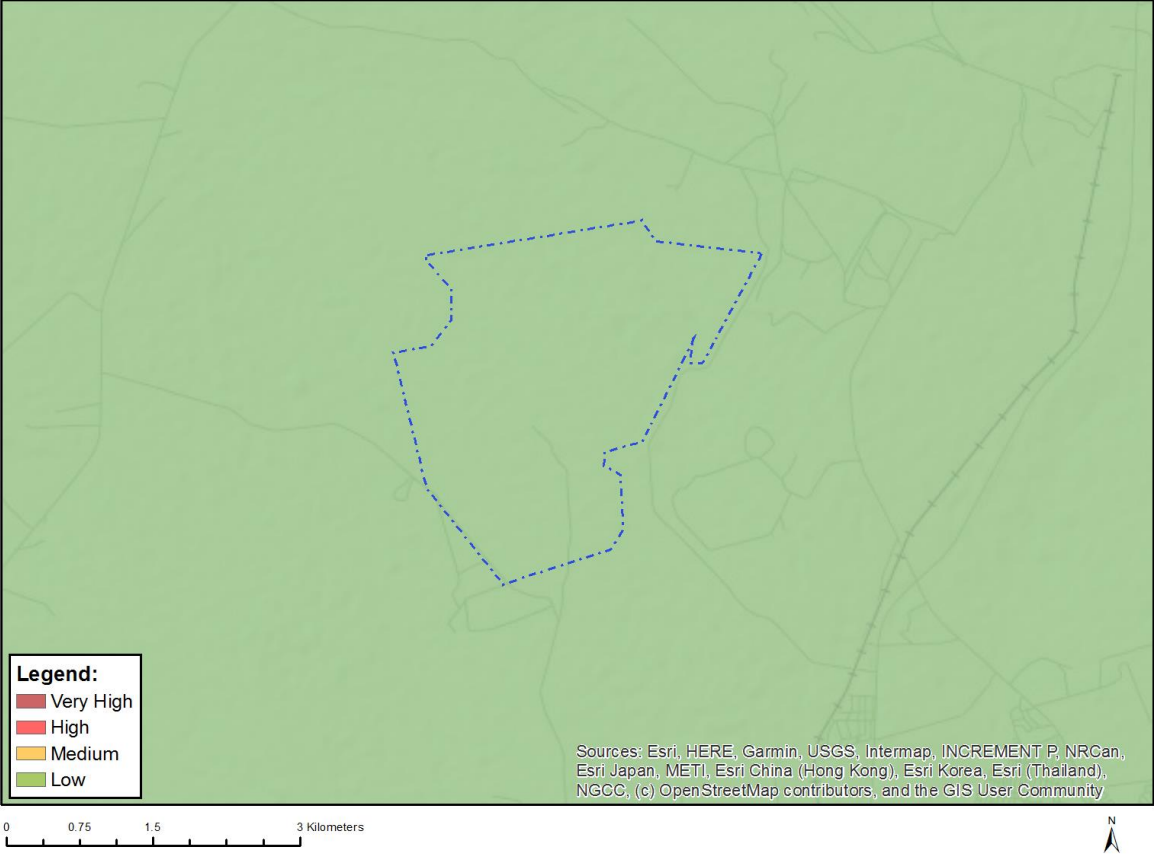 Legend:
Very High
High
Medium
Low
Sources: Esri, HERE, Garmin, USGS, Intermap, INCREMENT P, NRCan,
Esri Japan, METI, Esri China (Hong Kong), Esri Korea, Esri (Thailand),
NGCC, (c) OpenStreetMap contributors, and the GIS User Community
0 0.75 1.5 3 Kilometers
N